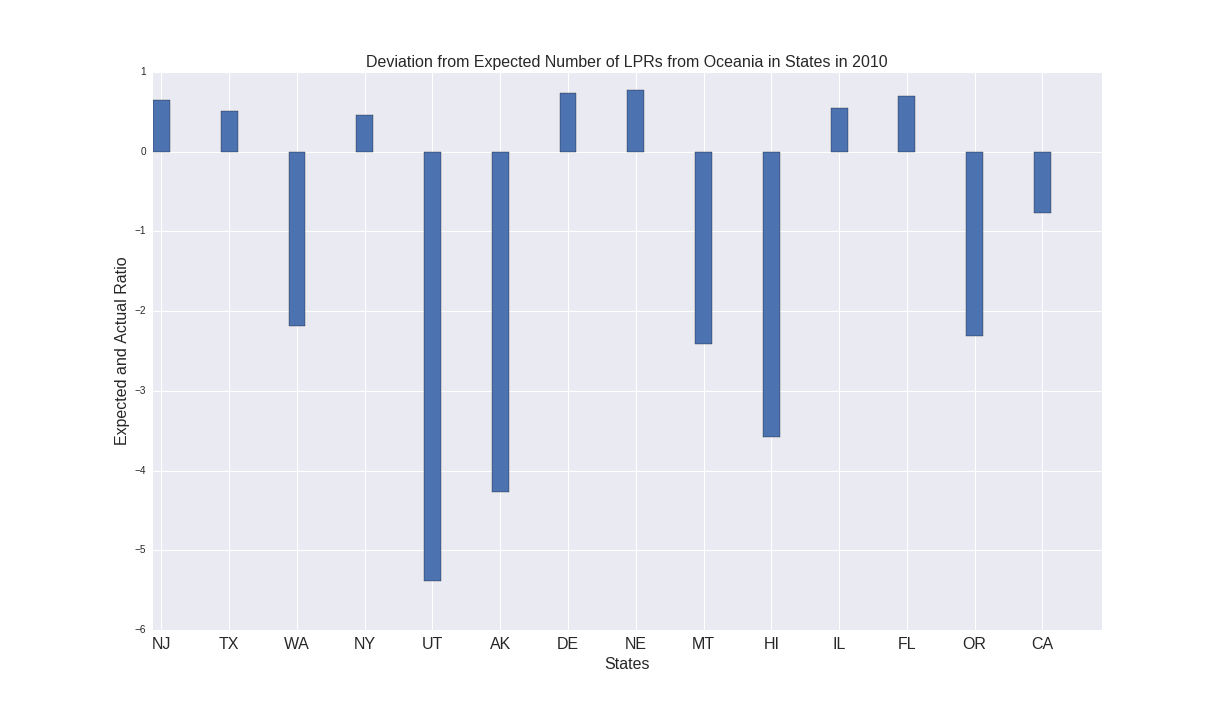 Deviation from Expected Number of LPRs from Oceania in States in 2010
1
0
−1
−2
−3
−4
−5
−6
Expected and Actual Ratio
NJ TX WA NY UT AK DE NE MT HI IL FL OR CA
States